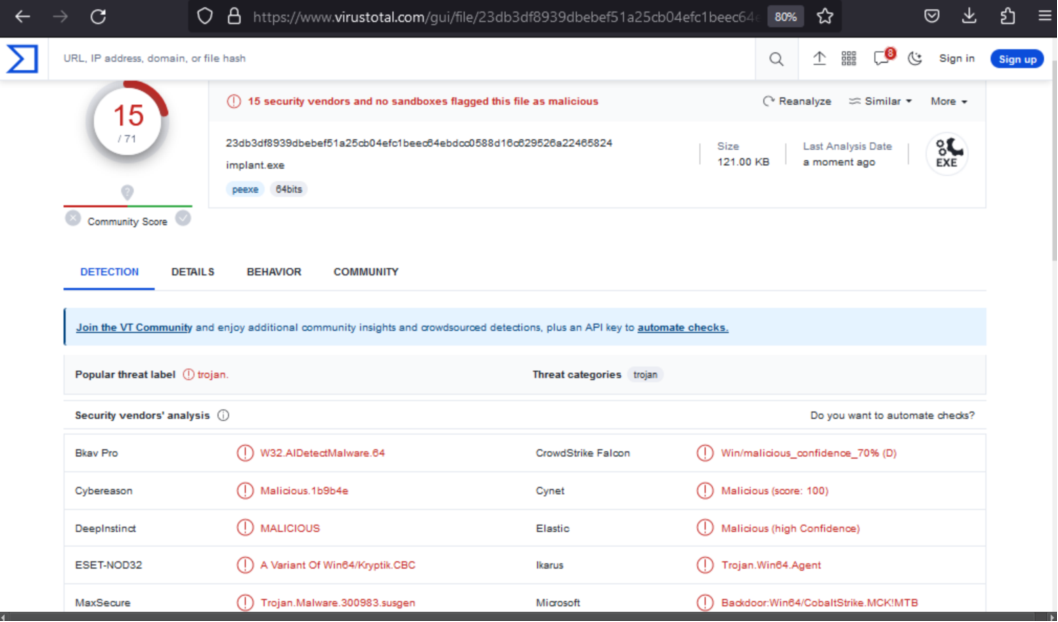 https://www.virustotal.com/gui/file/23db3df8939dbebef51a25cb04efc1beec64 80%
URL, IP address, domain, or file hash 8 Sign in Sign up
15
/ 71
15 security vendors and no sandboxes flagged this file as malicious Reanalyze Similar More
23db3df8939dbebef51a25cb04efc1beec64ebdcc0588d16c629526a22465824
implant.exe
peexe 64bits
Size
121.00 KB
Last Analysis Date
a moment ago
EXE
?
Community Score
DETECTION DETAILS BEHAVIOR COMMUNITY
Join the VT Community and enjoy additional community insights and crowdsourced detections, plus an API key to automate checks.
Popular threat label trojan. Threat categories trojan
Security vendors' analysis Do you want to automate checks?
Bkav Pro W32.AIDetectMalware.64 CrowdStrike Falcon Win/malicious_confidence_70% (D)
Cybereason Malicious.1b9b4e Cynet Malicious (score: 100)
DeepInstinct MALICIOUS Elastic Malicious (high Confidence)
ESET-NOD32 A Variant Of Win64/Kryptik.CBC Ikarus Trojan.Win64.Agent
MaxSecure Trojan.Malware.300983.susgen Microsoft Backdoor:Win64/CobaltStrike.MCK!MTB